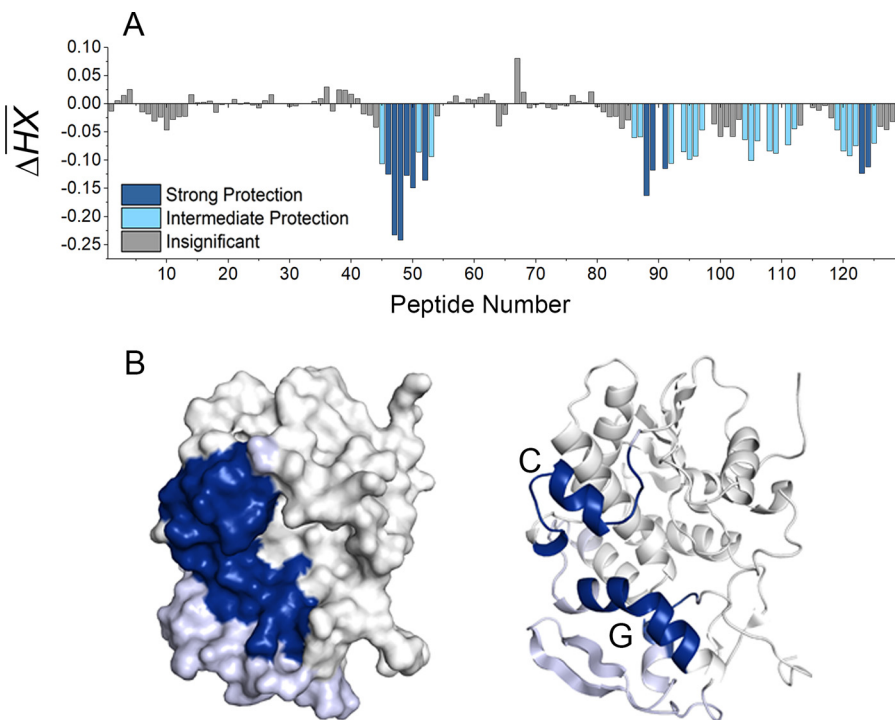 A
0.10
0.05
0.00
-0.05
-0.10
-0.15
-0.20
-0.25
ΔHX
Strong Protection
Intermediate Protection
Insignificant
10 20 30 40 50 60 70 80 90 100 110 120
Peptide Number
B
C
G